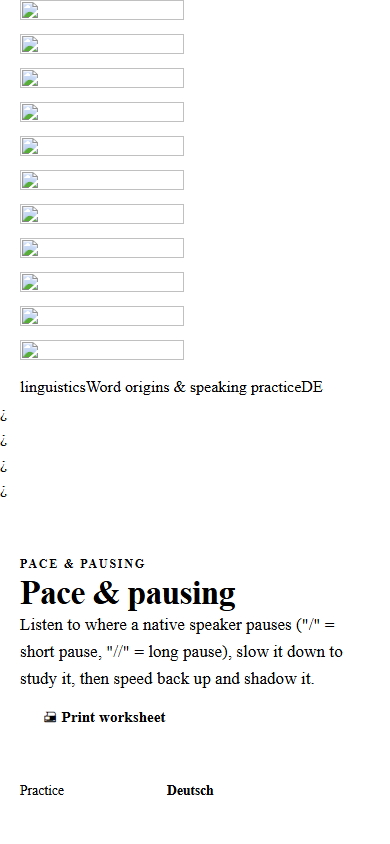 linguisticsWord origins & speaking practiceDE
¿
¿
¿
¿
PACE & PAUSING
Pace & pausing
Listen to where a native speaker pauses ("/" =
short pause, "//" = long pause), slow it down to
study it, then speed back up and shadow it.
Print worksheet
Practice Deutsch